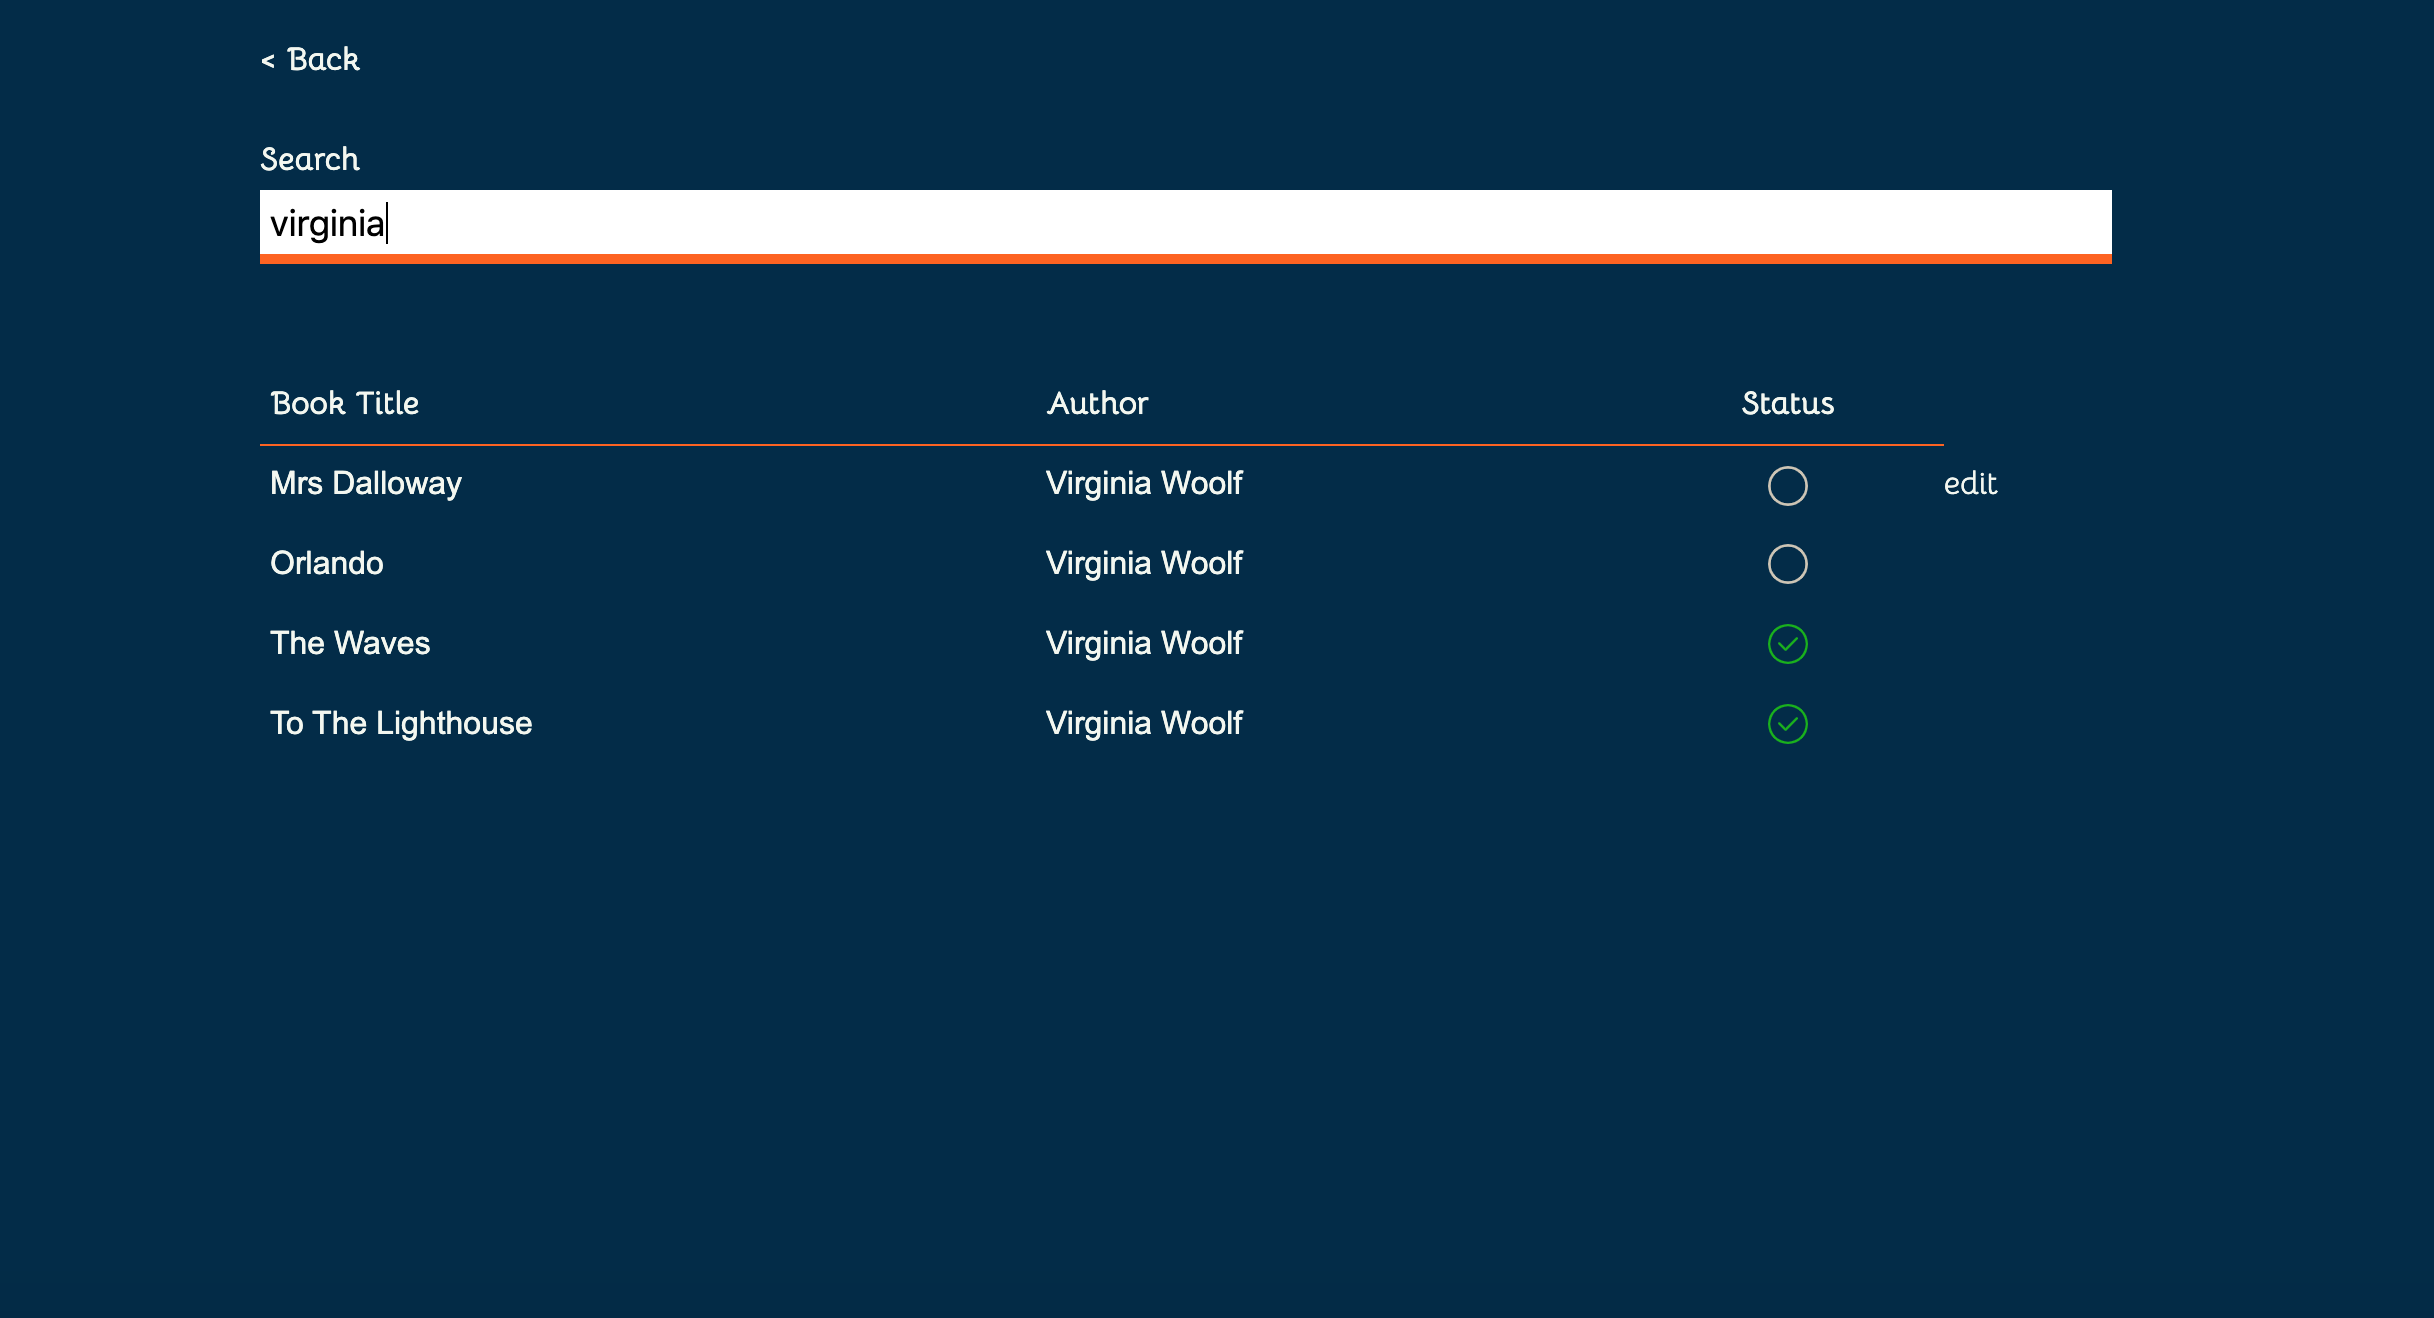 < Back
Search
virginia
Book Title Author Status
Mrs Dalloway Virginia Woolf edit
Orlando Virginia Woolf
The Waves Virginia Woolf
To The Lighthouse Virginia Woolf